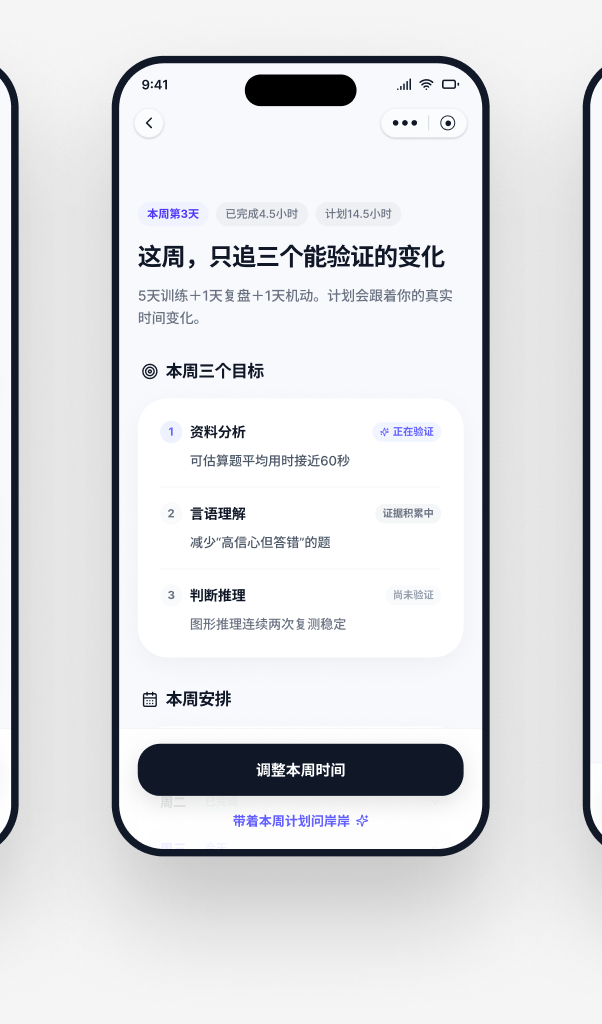 9:41
本周第3天
已完成4.5小时
计划14.5小时
这周，只追三个能验证的变化
5天训练＋1天复盘＋1天机动。计划会跟着你的真实
时间变化。
本周三个目标
1 资料分析 正在验证
可估算题平均用时接近60秒
2 言语理解 证据积累中
减少“高信心但答错”的题
3 判断推理 尚未验证
图形推理连续两次复测稳定
本周安排
调整本周时间
周二
带着本周计划问岸岸